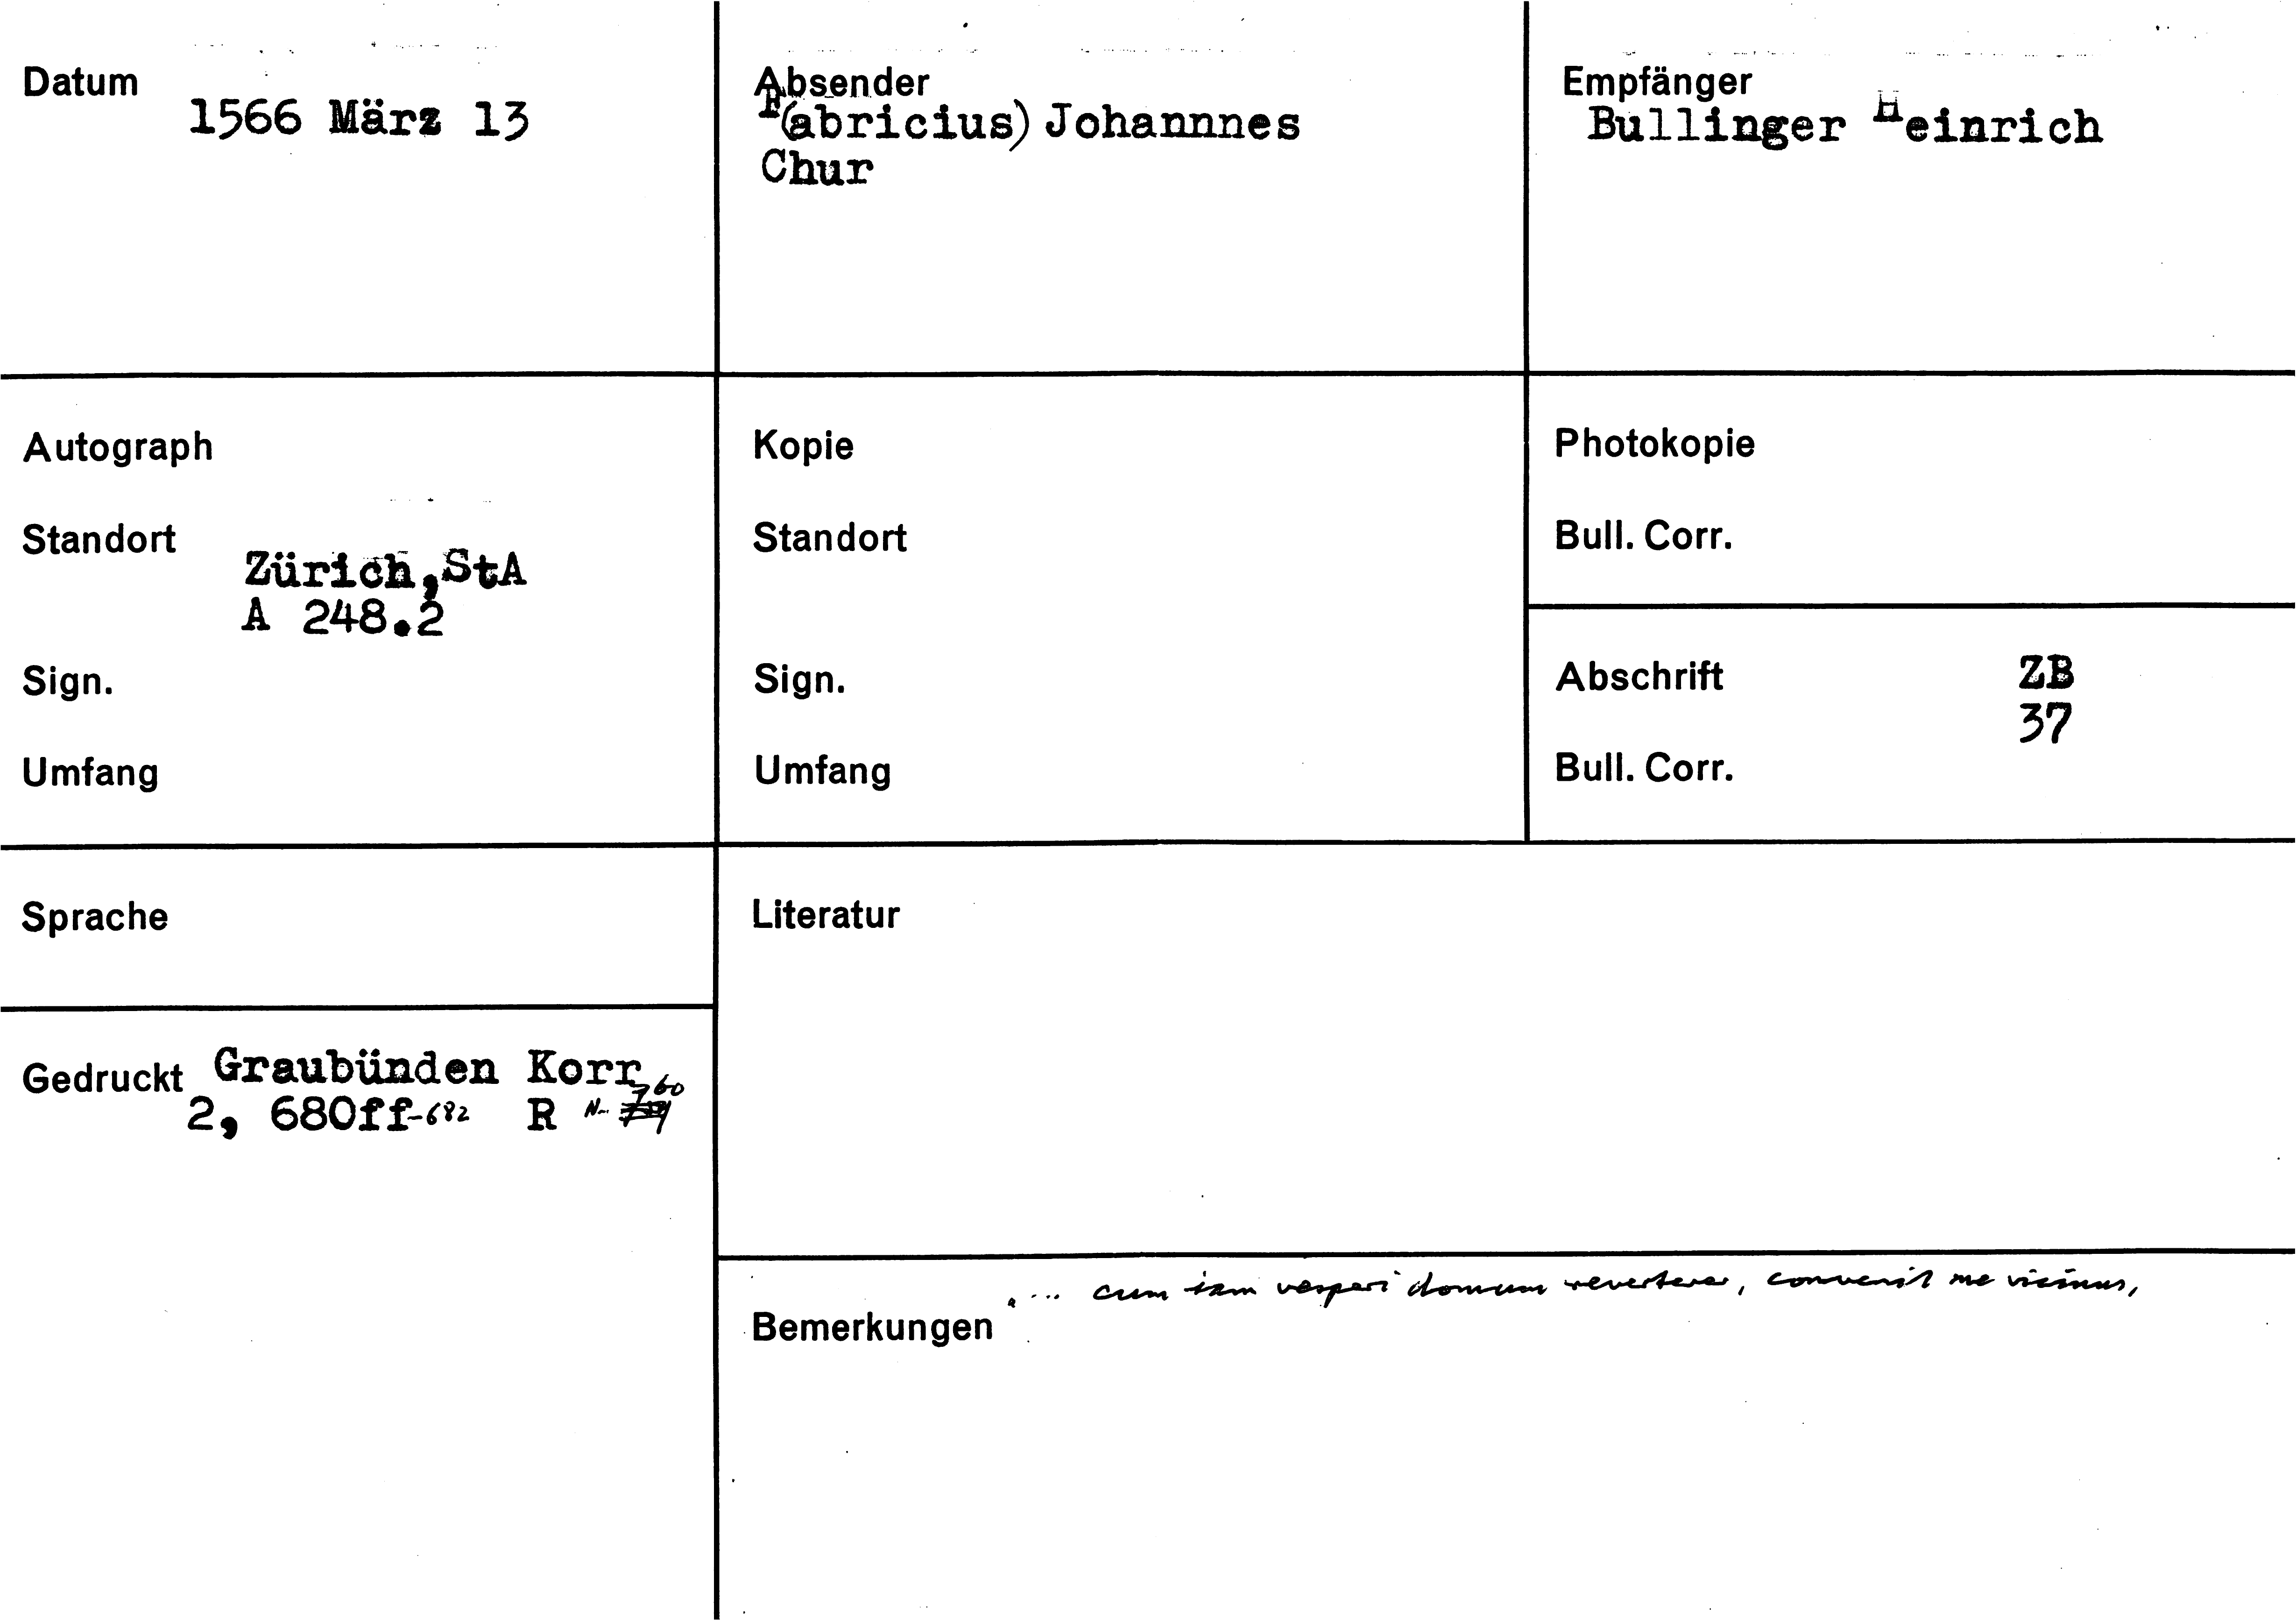 Datum
1566 März 13
Absender
F(abricius) Johannnes
Chur
Empfänger
Bullinger Heinrich
Autograph
Standort
Zürich,StA
A 248.2
Sign.
Umfang
Kopie
Standort
Sign.
Umfang
Photokopie
Bull. Corr.
Abschrift
ZB
37
Bull. Corr.
Sprache
Gedruckt Graubünden Korr
2, 680ff-682 R N- 760
Literatur
Bemerkungen
... cum iam vesperi domum reverterer, convenit me vicinus,